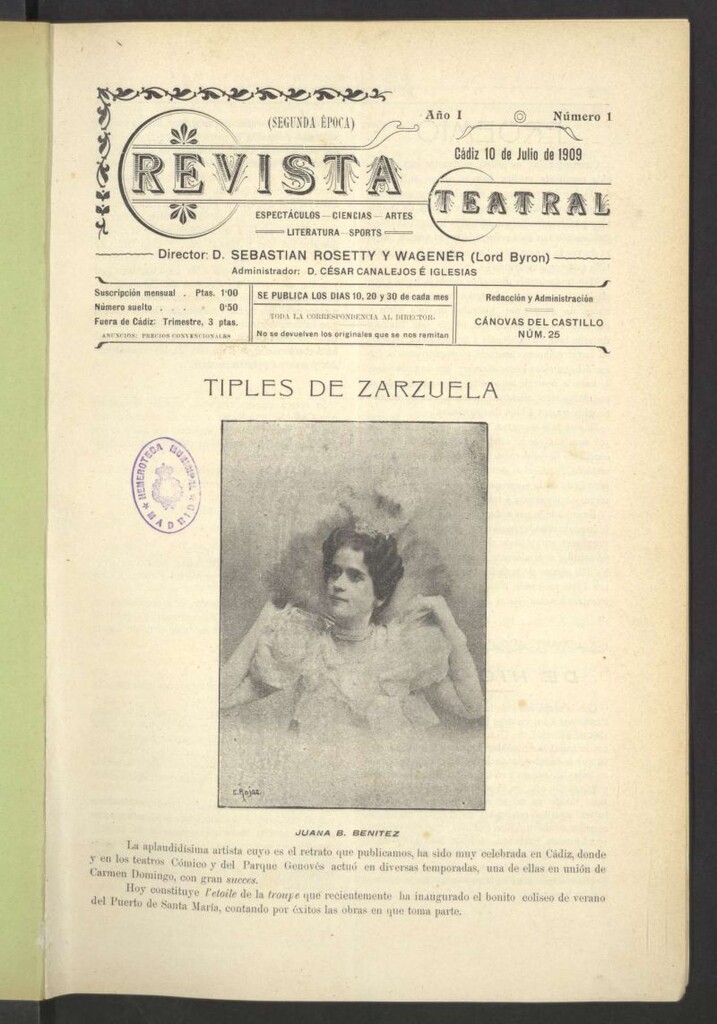 (SEGUNDA ÉPOCA)
Año I
Número 1
Cádiz 10 de Julio de 1909
REVISTA
TEATRAL
ESPECTÁCULOS—CIENCIAS—ARTES
LITERATURA—SPORTS
Director: D. SEBASTIAN ROSETTY Y WAGENER (Lord Byron)
Administrador: D. CÉSAR CANALEJOS É IGLESIAS
Suscripción mensual . Ptas. 1'00
Número suelto . . . . 0'50
Fuera de Cádiz: Trimestre, 3 ptas.
ANUNCIOS: PRECIOS CONVENCIONALES
SE PUBLICA LOS DIAS 10, 20 y 30 de cada mes
TODA LA CORRESPONDENCIA AL DIRECTOR.
No se devuelven los originales que se nos remitan
Redacción y Administración
CÁNOVAS DEL CASTILLO
NÚM. 25
TIPLES DE ZARZUELA
HEMEROTECA MUNICIPAL
MADRID
E. Rojas.
JUANA B. BENITEZ
La aplaudidísima artista cuyo es el retrato que publicamos, ha sido muy celebrada en Cádiz, donde
y en los teatros Cómico y del Parque Genovés actuó en diversas temporadas, una de ellas en unión de
Carmen Domingo, con gran succes.
Hoy constituye l'etoile de la troupe que recientemente ha inaugurado el bonito coliseo de verano
del Puerto de Santa María, contando por éxitos las obras en que toma parte.